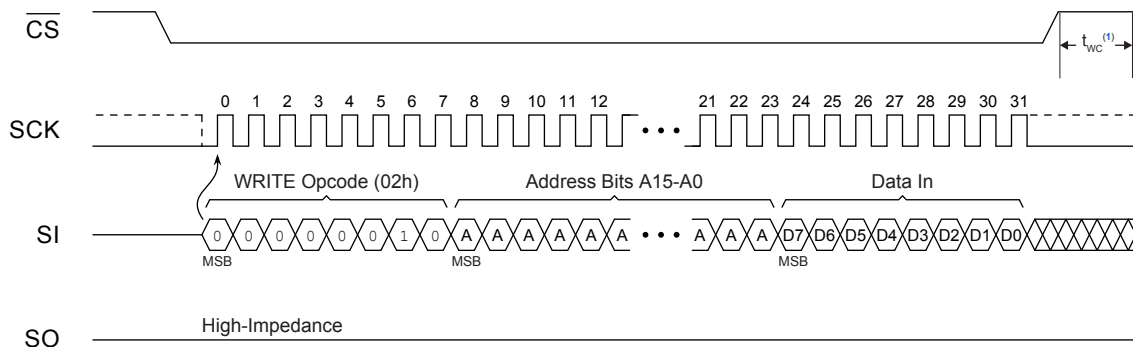 CS
t_WC (1)
0 1 2 3 4 5 6 7 8 9 10 11 12 21 22 23 24 25 26 27 28 29 30 31
SCK • • •
WRITE Opcode (02h) Address Bits A15-A0 Data In
SI 0 0 0 0 0 0 1 0 A A A A A A • • • A A A D7 D6 D5 D4 D3 D2 D1 D0
MSB MSB MSB
High-Impedance
SO